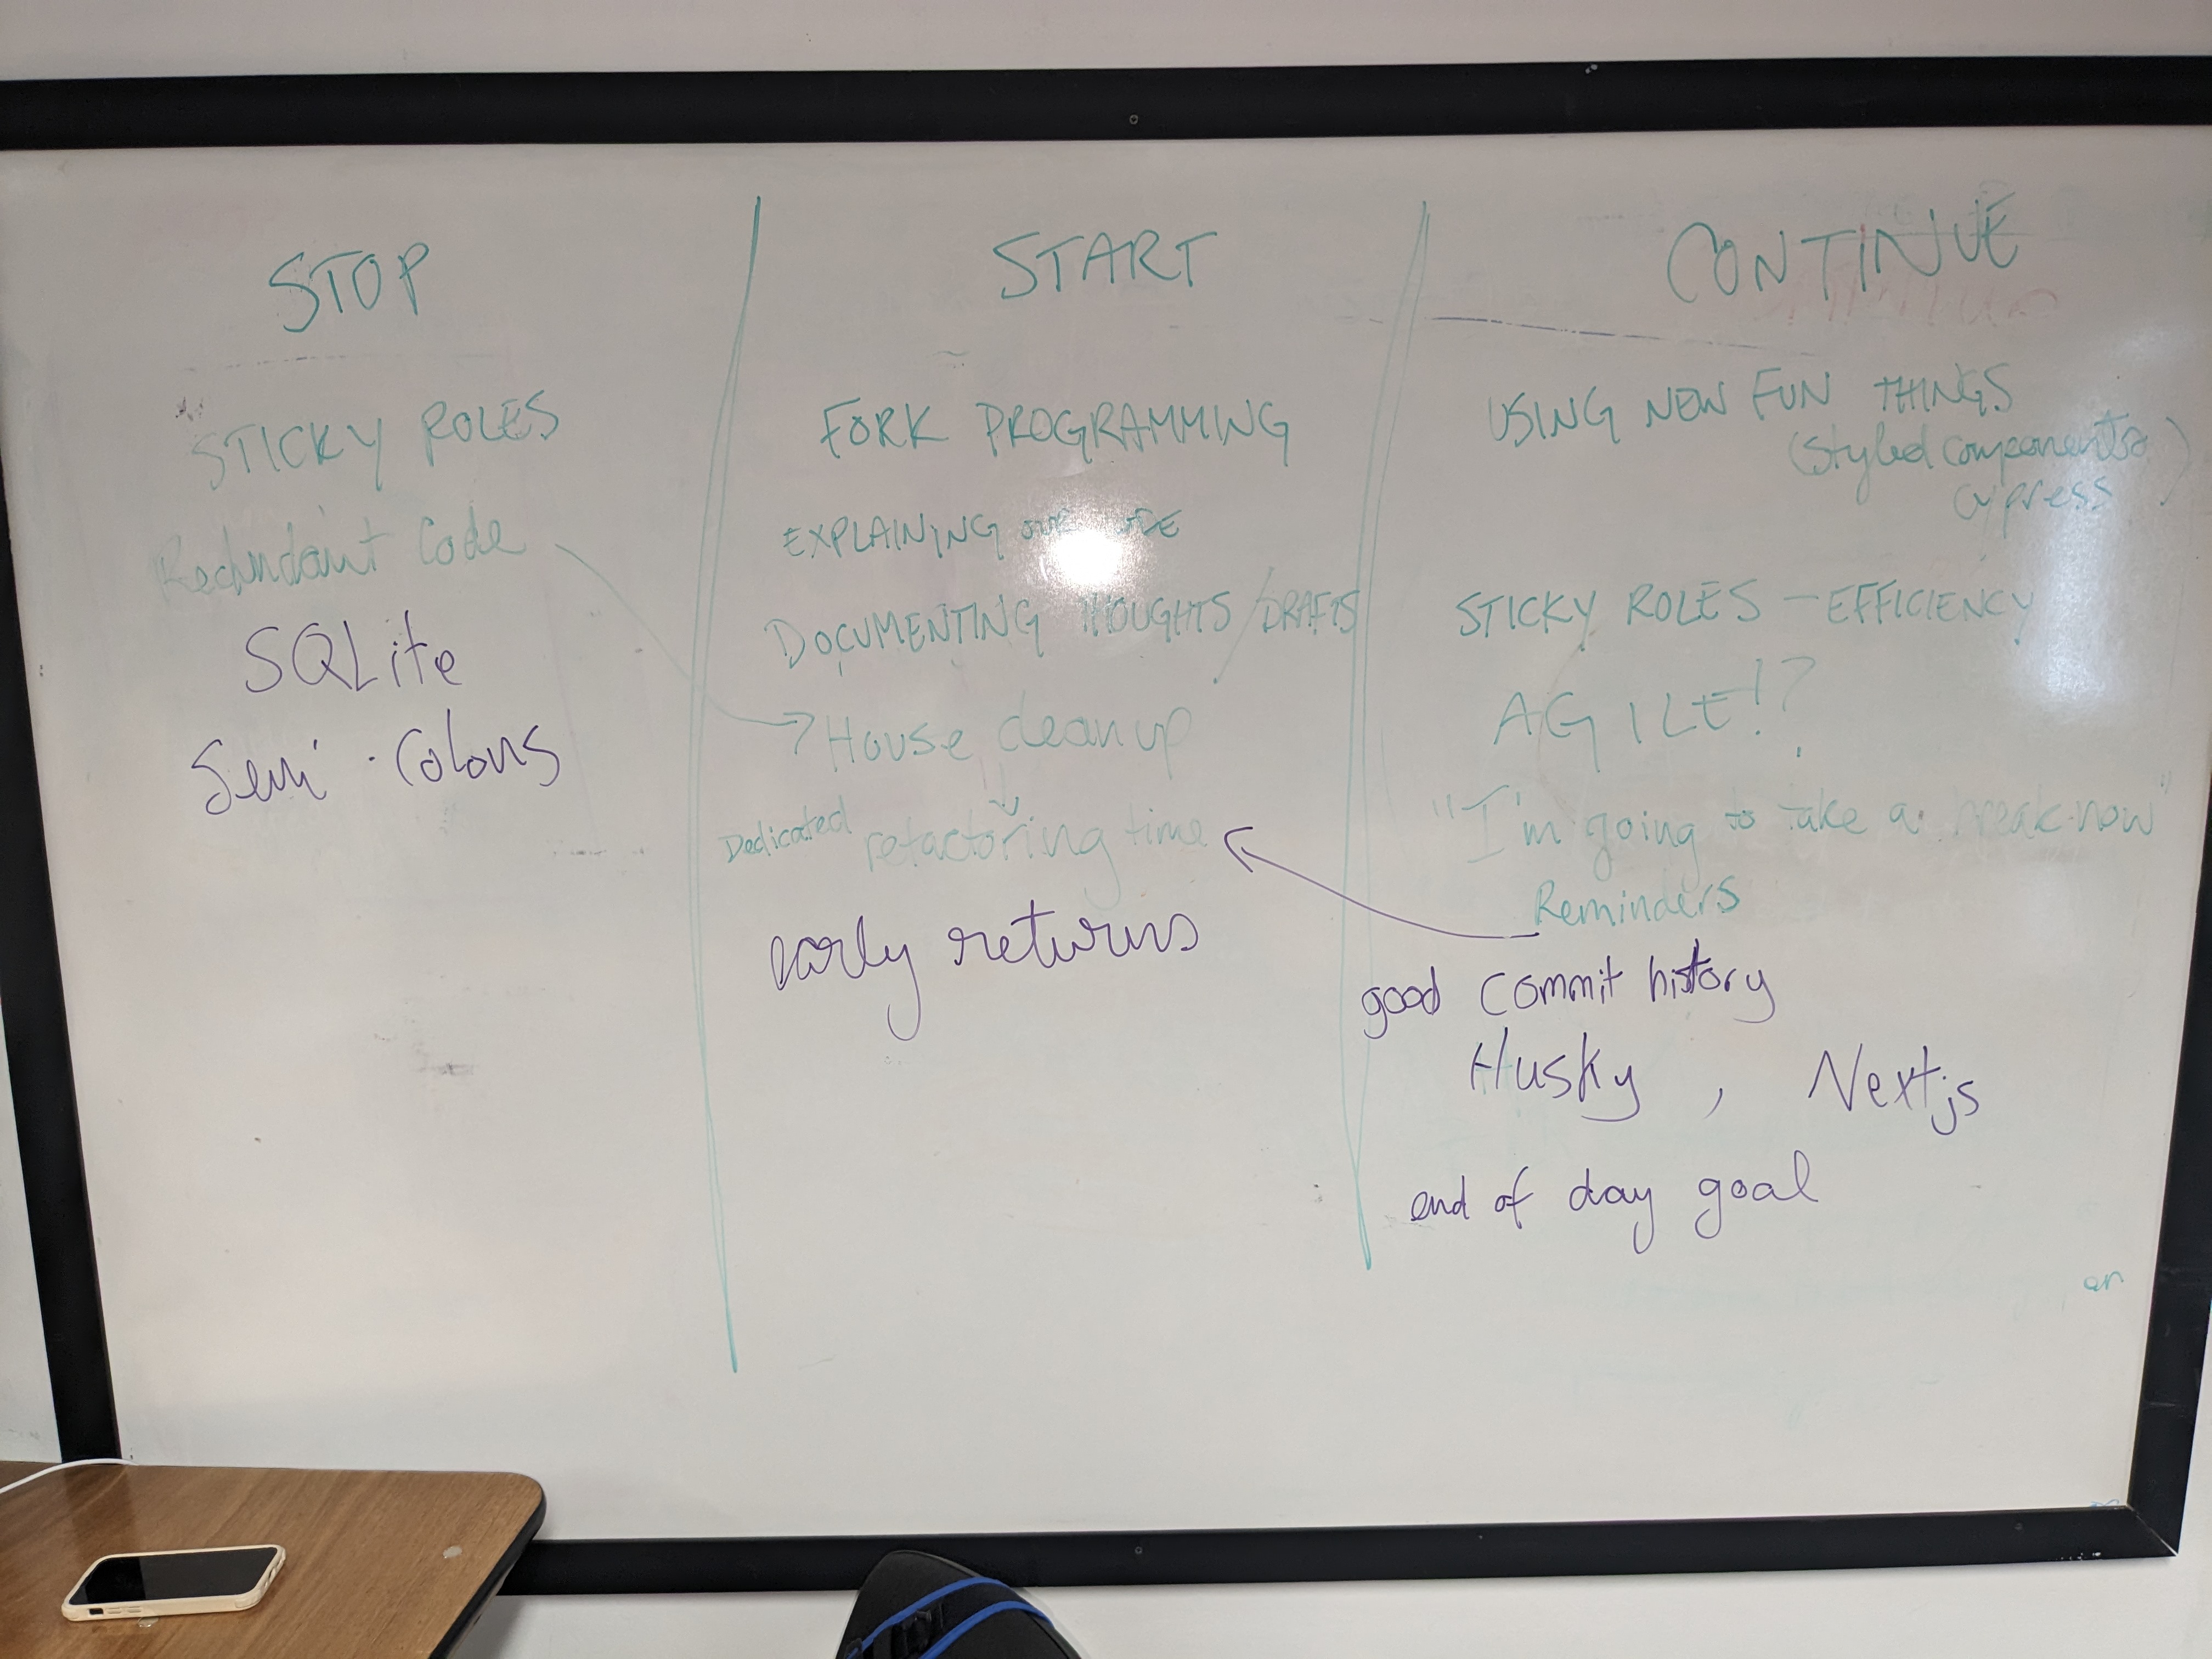 STOP
STICKY ROLES
Redundant Code
SQLite
Semi-Colons
START
FORK PROGRAMMING
EXPLAINING OUR CODE
DOCUMENTING THOUGHTS / DRAFTS
House cleanup
Dedicated refactoring time
early returns
CONTINUE
USING NEW FUN THINGS
(Styled components
cypress)
STICKY ROLES - EFFICIENCY
AGILE!?
"I'm going to take a break now"
Reminders
good commit history
Husky, Nextjs
end of day goal